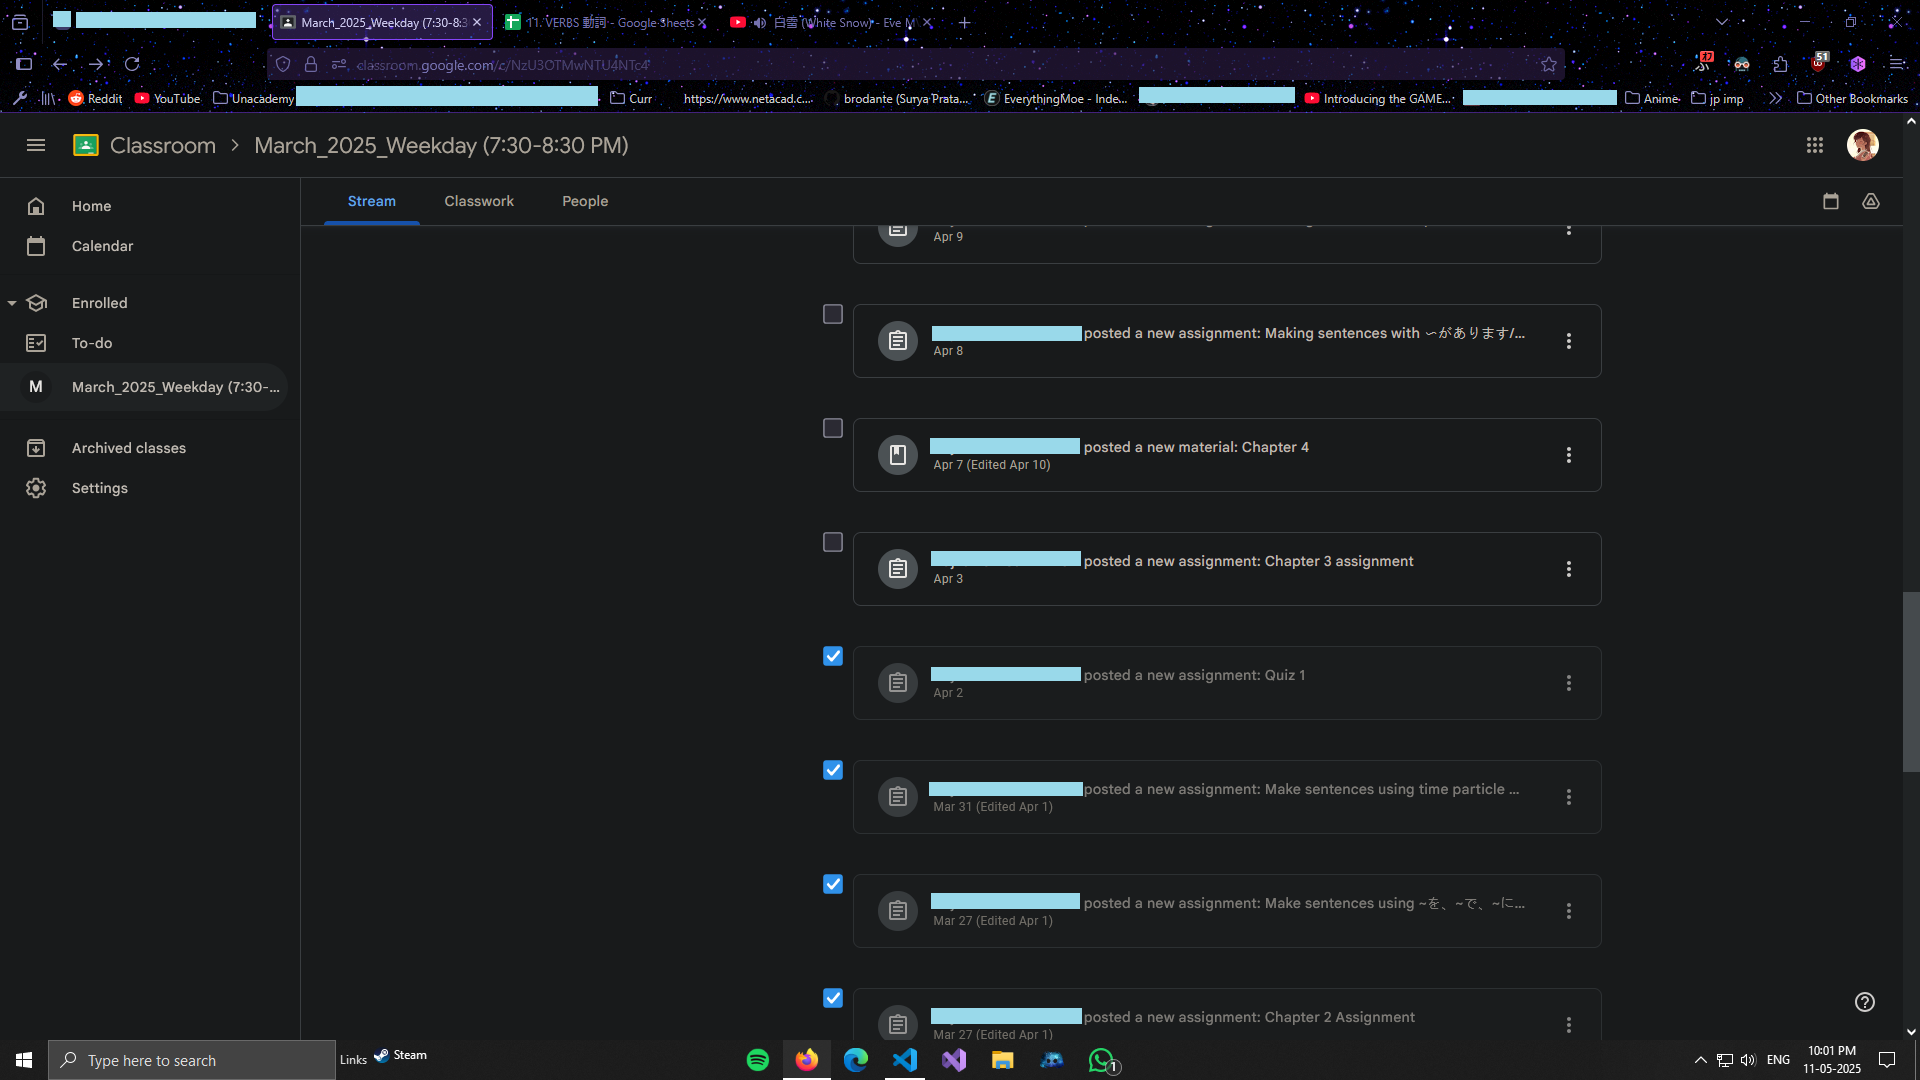 March_2025_Weekday (7:30-8:3
11. VERBS 動詞 - Google Sheets
白雪 (White Snow) - Eve M
classroom.google.com/c/NzU3OTMwNTU4NTc4
わ
51
Reddit
YouTube
Unacademy
Curr
https://www.netacad.c...
brodante (Surya Prata...
EverythingMoe - Inde...
Introducing the GAME...
Anime
jp imp
Other Bookmarks
Classroom
March_2025_Weekday (7:30-8:30 PM)
Home
Calendar
Enrolled
To-do
M
March_2025_Weekday (7:30-...
Archived classes
Settings
Stream
Classwork
People
Apr 9
posted a new assignment: Making sentences with ～があります/...
Apr 8
posted a new material: Chapter 4
Apr 7 (Edited Apr 10)
posted a new assignment: Chapter 3 assignment
Apr 3
posted a new assignment: Quiz 1
Apr 2
posted a new assignment: Make sentences using time particle ...
Mar 31 (Edited Apr 1)
posted a new assignment: Make sentences using ~を、~で、~に...
Mar 27 (Edited Apr 1)
posted a new assignment: Chapter 2 Assignment
Mar 27 (Edited Apr 1)
Type here to search
Links
Steam
1
ENG
10:01 PM
11-05-2025